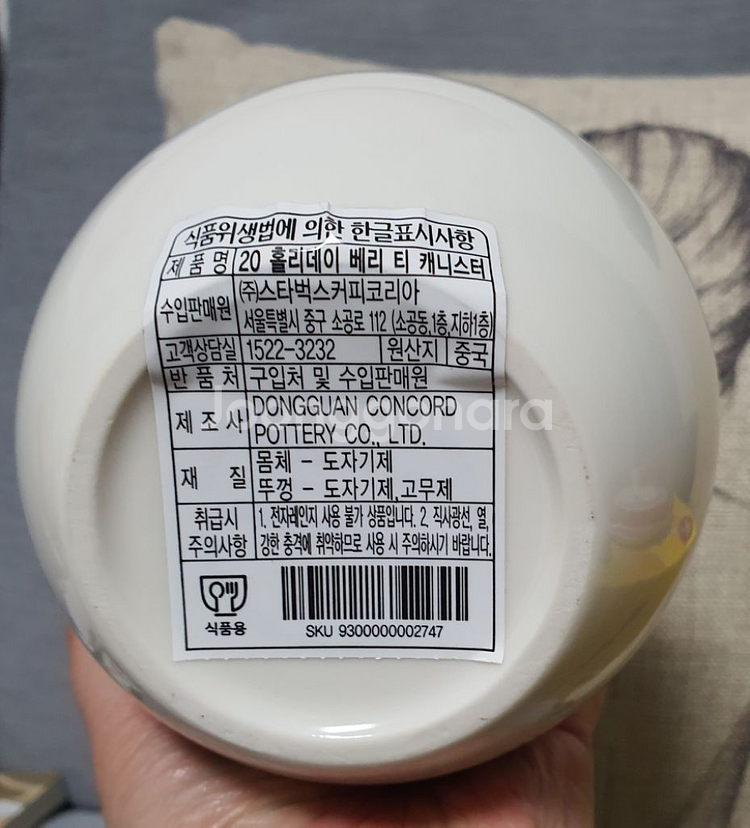 식품위생법에 의한 한글표시사항
제품명 20 홀리데이 베리 티 캐니스터
수입판매원 (주)스타벅스커피코리아
서울특별시 중구 소공로 112 (소공동,1층,지하1층)
고객상담실 1522-3232 원산지 중국
반품처 구입처 및 수입판매원
제조사 DONGGUAN CONCORD
POTTERY CO., LTD.
재질 몸체 - 도자기제
뚜껑 - 도자기제,고무제
취급시 주의사항 1. 전자레인지 사용 불가 상품입니다. 2. 직사광선, 열,
강한 충격에 취약하므로 사용 시 주의하시기 바랍니다.
식품용
SKU 9300000002747
Joonggonara